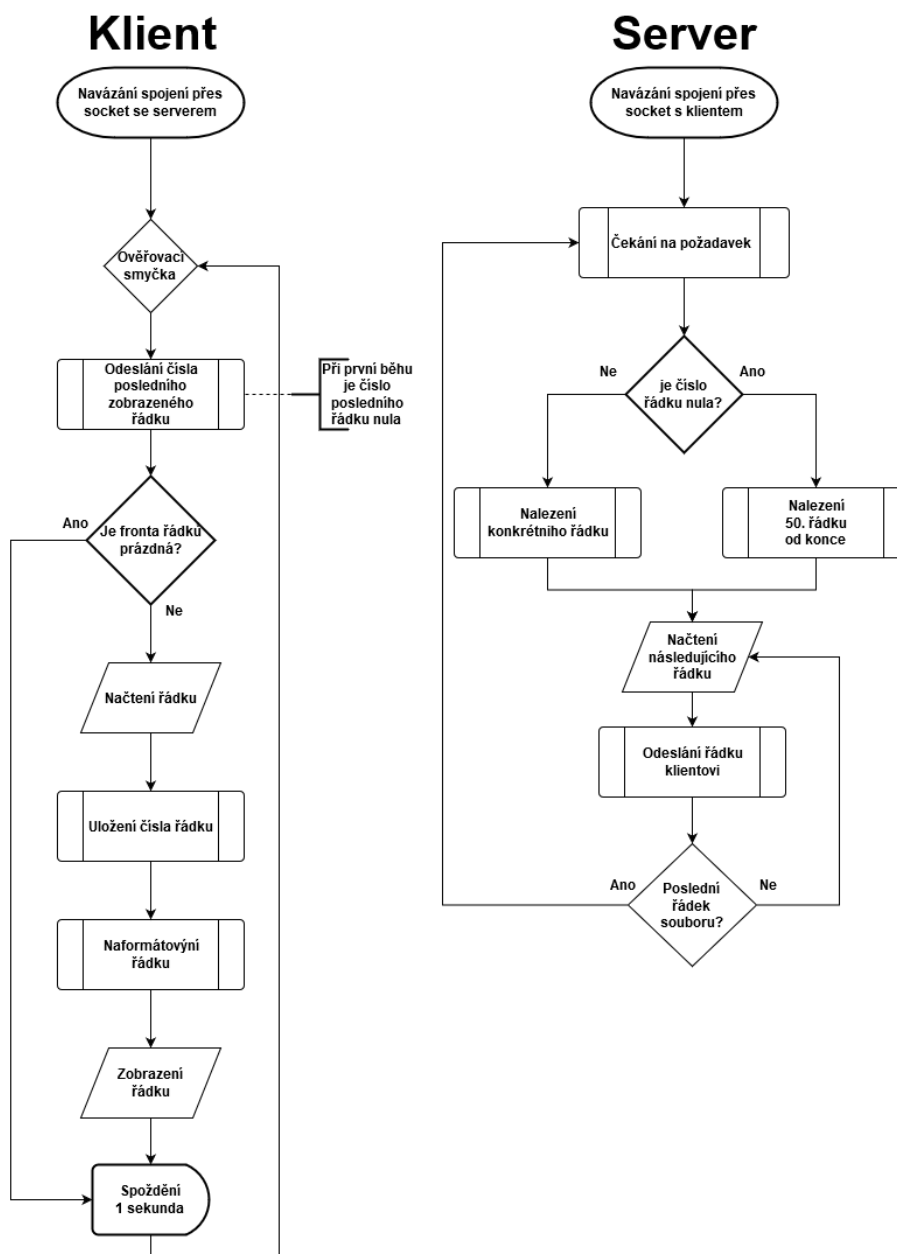 Klient
Navázání spojení přes
socket se serverem
Ověřovací
smyčka
Odeslání čísla
posledního
zobrazeného
řádku
Při první běhu
je číslo
posledního
řádku nula
Ano
Je fronta řádků
prázdná?
Ne
Načtení řádku
Uložení čísla řádku
Naformátovýní
řádku
Zobrazení
řádku
Spoždění
1 sekunda
Server
Navázání spojení přes
socket s klientem
Čekání na požadavek
Ne
je číslo
řádku nula?
Ano
Nalezení
konkrétniho řádku
Nalezení
50. řádku
od konce
Načtení
následujícího
řádku
Odeslání řádku
klientovi
Ano
Poslední
řádek
souboru?
Ne